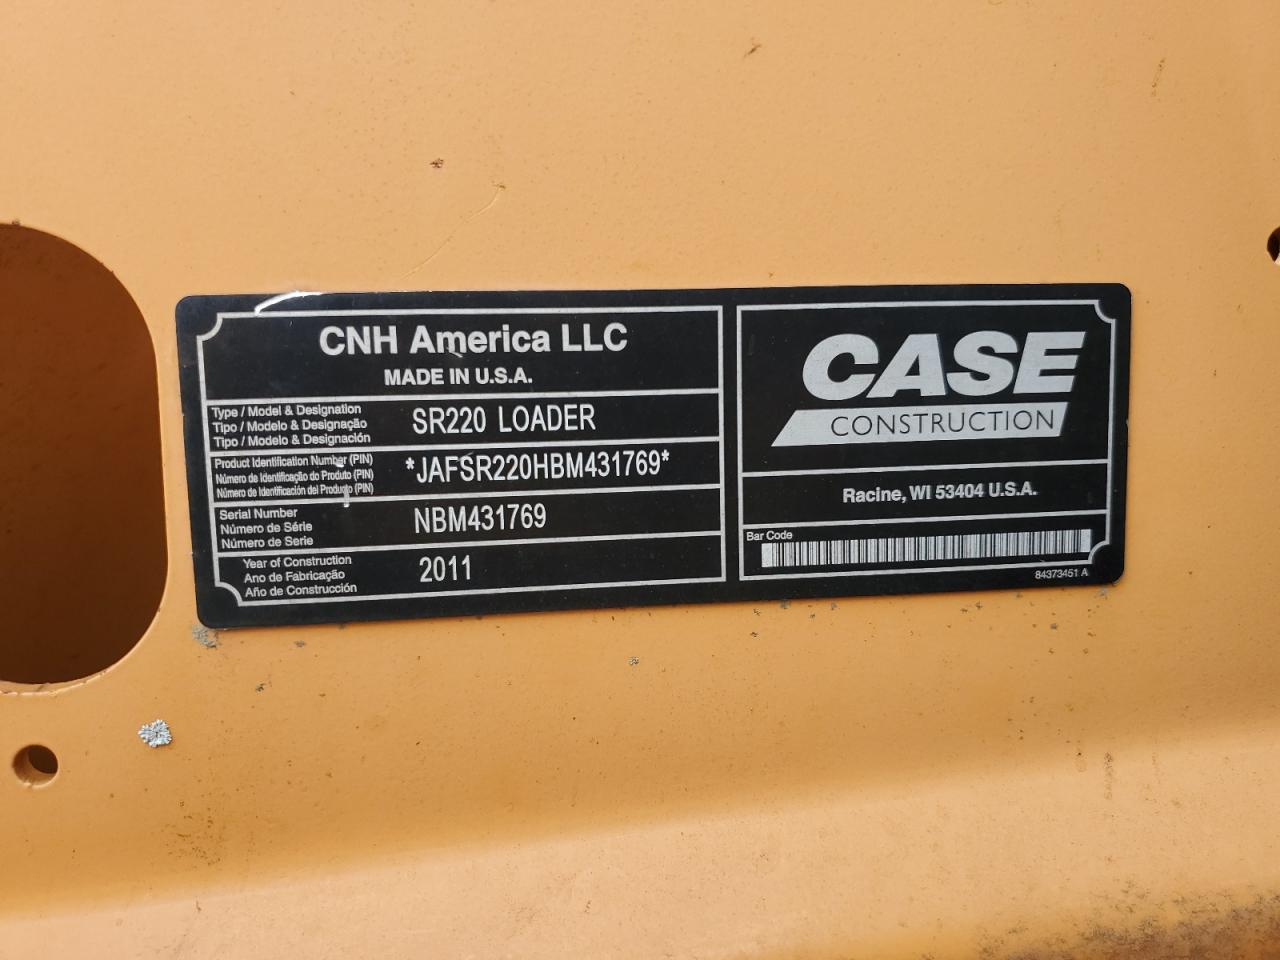 CNH America LLC
MADE IN U.S.A.
Type / Model & Designation
Tipo / Modelo & Designação
Tipo / Modelo & Designación
SR220 LOADER
Product Identification Number (PIN)
Número de Identificação do Produto (PIN)
Número de Identificación del Producto (PIN)
*JAFSR220HBM431769*
Serial Number
Número de Série
Número de Serie
NBM431769
Year of Construction
Ano de Fabricação
Año de Construcción
2011
CASE
CONSTRUCTION
Racine, WI 53404 U.S.A.
Bar Code
84373451 A